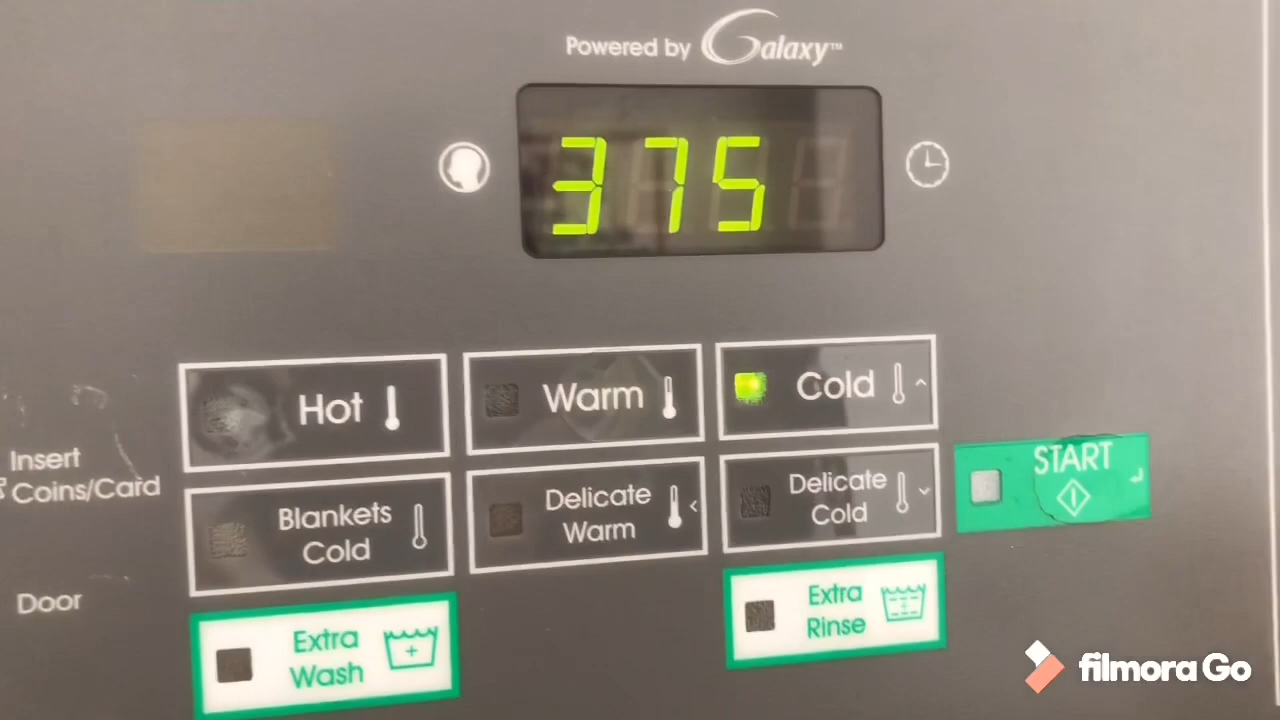 Powered by Galaxy™
375
Hot
Warm
Cold
Insert
Coins/Card
Blankets
Cold
Delicate
Warm
Delicate
Cold
START
Door
Extra
Wash
Extra
Rinse
filmora Go